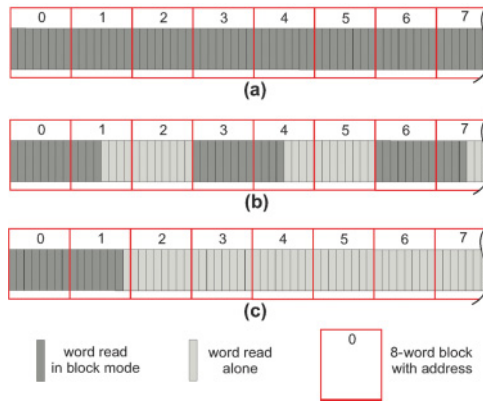 0 1 2 3 4 5 6 7
(a)
0 1 2 3 4 5 6 7
(b)
0 1 2 3 4 5 6 7
(c)
word read
in block mode
word read
alone
0
8-word block
with address